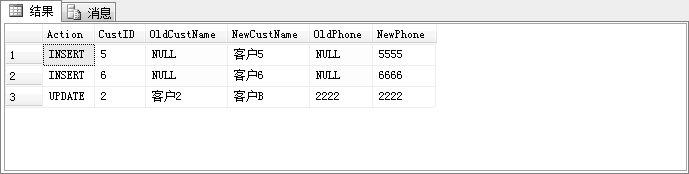 结果 消息
Action CustID OldCustName NewCustName OldPhone NewPhone
1 INSERT 5 NULL 客户5 NULL 5555
2 INSERT 6 NULL 客户6 NULL 6666
3 UPDATE 2 客户2 客户B 2222 2222